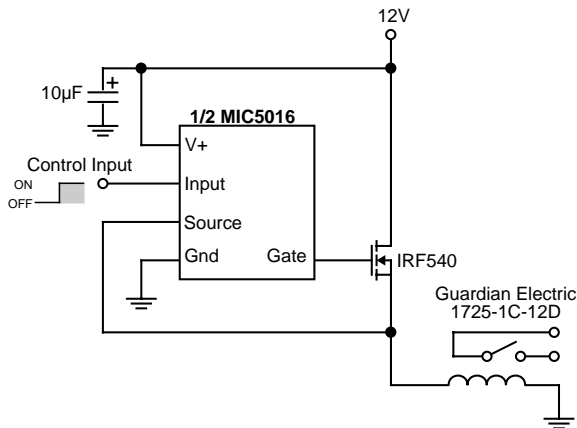 12V
10µF
+
1/2 MIC5016
V+
Control Input
ON
OFF
Input
Source
Gnd
Gate
IRF540
Guardian Electric
1725-1C-12D